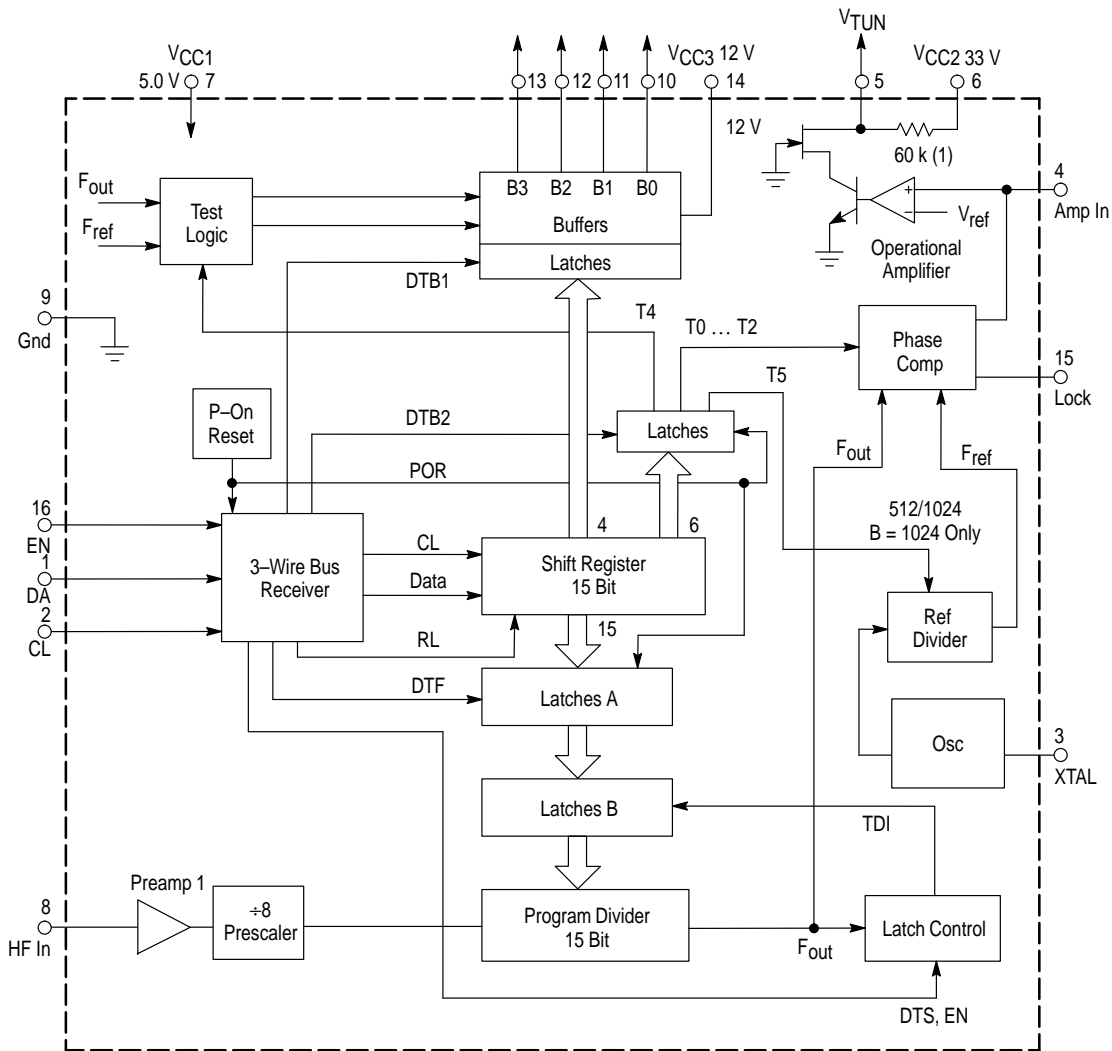 VTUN
VCC1
5.0 V 7
13
12
11
10
VCC3 12 V
14
5
VCC2 33 V
6
12 V
60 k (1)
Fout
Fref
Test
Logic
B3 B2 B1 B0
Buffers
Latches
+
–
Vref
Operational
Amplifier
4
Amp In
DTB1
9
Gnd
T4
T0 … T2
Phase
Comp
15
Lock
T5
P–On
Reset
DTB2
Latches
Fout
Fref
POR
16
EN
1
DA
2
CL
3–Wire Bus
Receiver
CL
Data
RL
DTF
4
6
Shift Register
15 Bit
15
512/1024
B = 1024 Only
Ref
Divider
Latches A
Osc
3
XTAL
Latches B
TDI
8
HF In
Preamp 1
÷8
Prescaler
Program Divider
15 Bit
Fout
Latch Control
DTS, EN